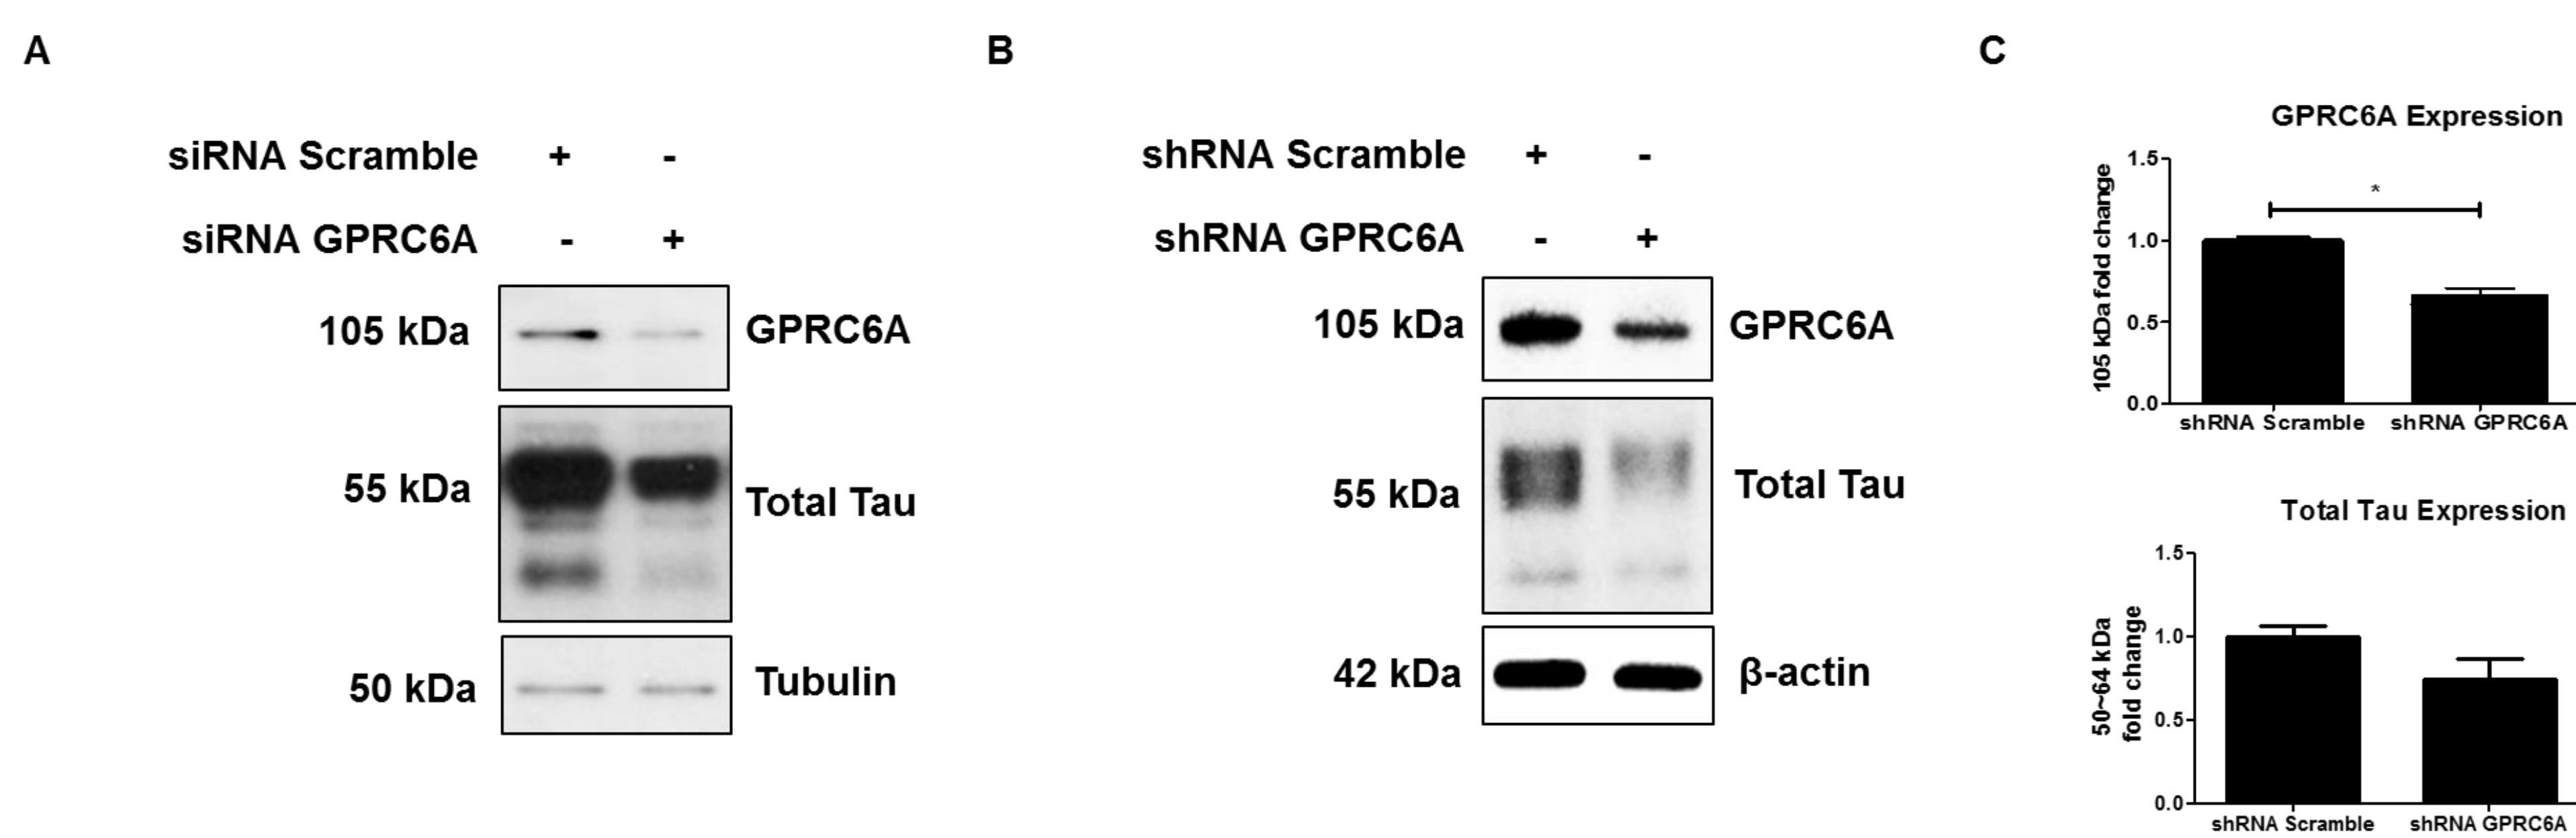 A
siRNA Scramble + -
siRNA GPRC6A - +
105 kDa GPRC6A
55 kDa Total Tau
50 kDa Tubulin
B
shRNA Scramble + -
shRNA GPRC6A - +
105 kDa GPRC6A
55 kDa Total Tau
42 kDa β-actin
C
GPRC6A Expression
105 kDa fold change
1.5
*
1.0
0.5
0.0
shRNA Scramble shRNA GPRC6A
Total Tau Expression
50~64 kDa
fold change
1.5
1.0
0.5
0.0
shRNA Scramble shRNA GPRC6A